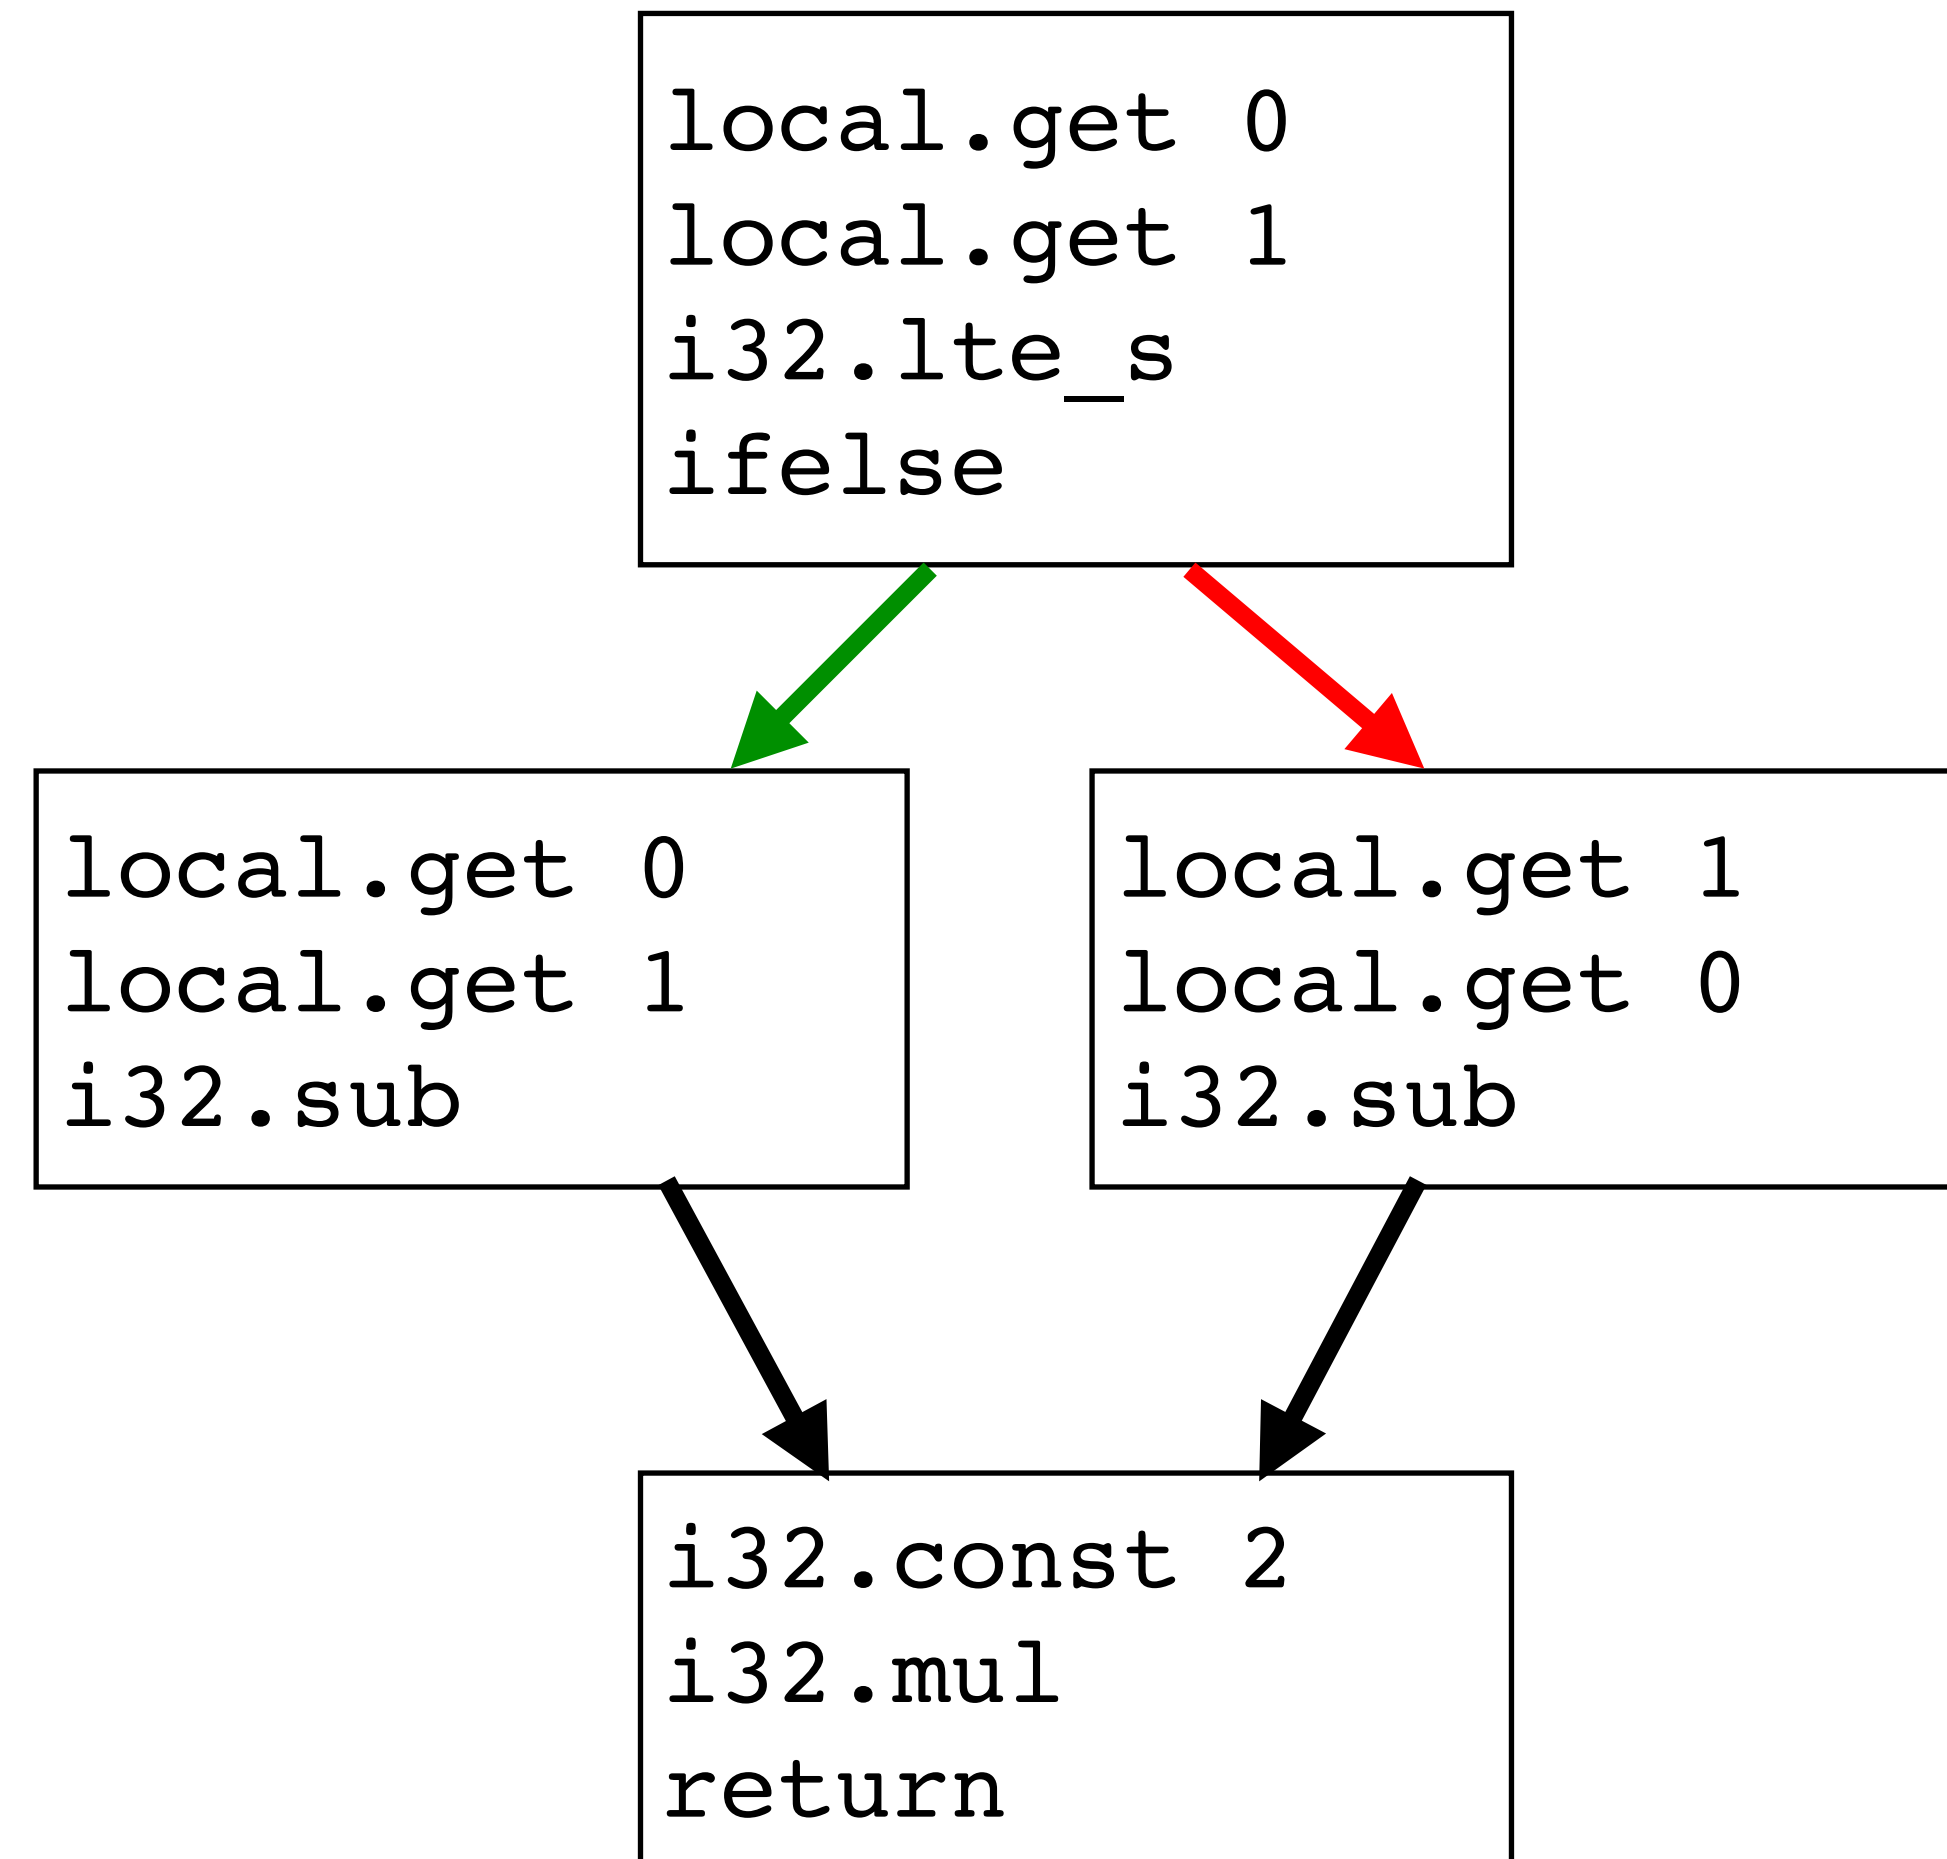 local.get 0
local.get 1
i32.lte_s
ifelse
local.get 0
local.get 1
i32.sub
local.get 1
local.get 0
i32.sub
i32.const 2
i32.mul
return